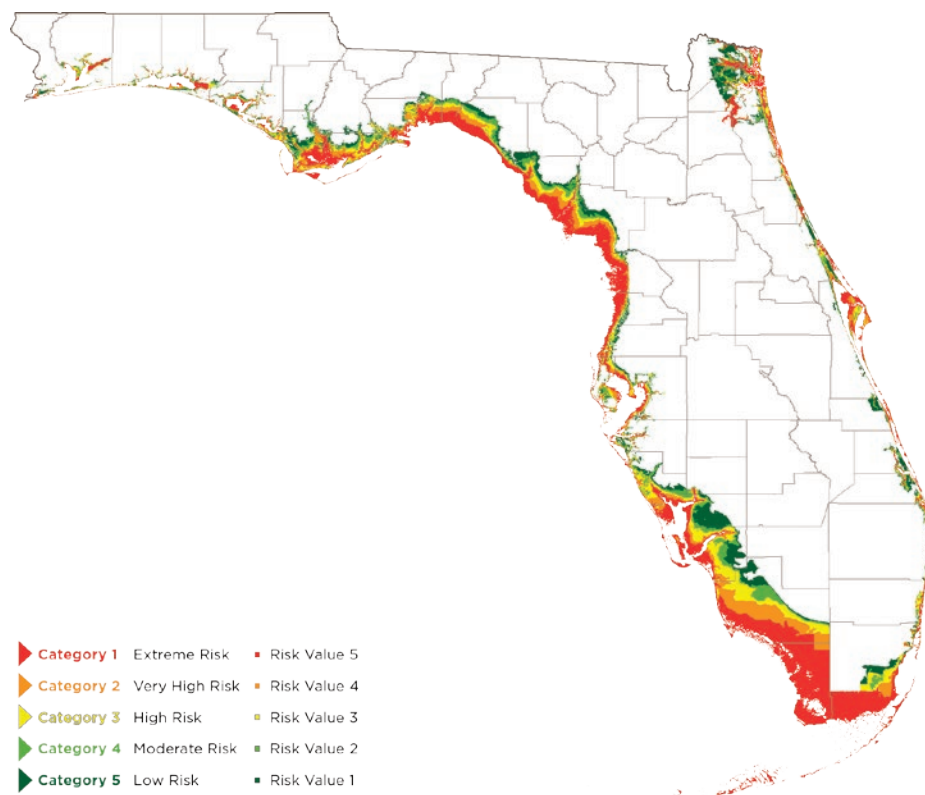 Category 1 Extreme Risk Risk Value 5
Category 2 Very High Risk Risk Value 4
Category 3 High Risk Risk Value 3
Category 4 Moderate Risk Risk Value 2
Category 5 Low Risk Risk Value 1